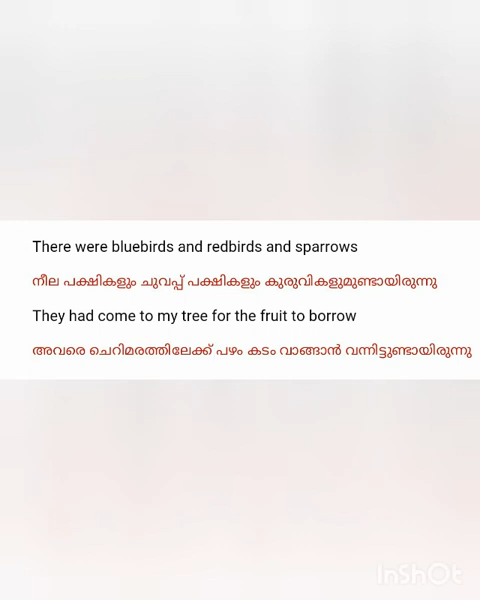 There were bluebirds and redbirds and sparrows
നീല പക്ഷികളും ചുവപ്പ് പക്ഷികളും കുരുവികളുമുണ്ടായിരുന്നു
They had come to my tree for the fruit to borrow
അവരെ ചെറിമരത്തിലേക്ക് പഴം കടം വാങ്ങാൻ വന്നിട്ടുണ്ടായിരുന്നു
InShOt